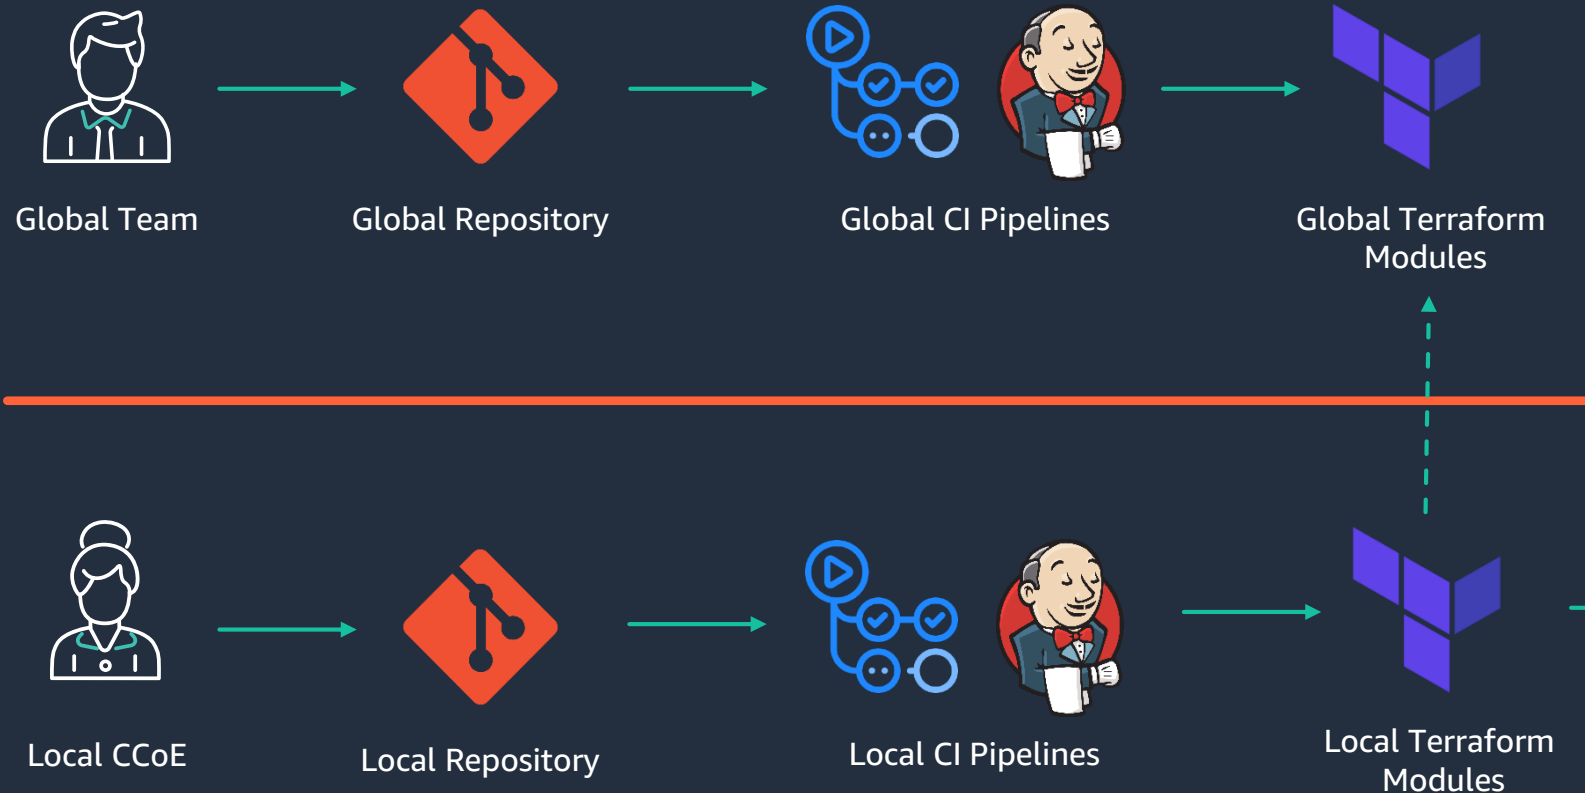 Global Team
Global Repository
Global CI Pipelines
Global Terraform
Modules
Local CCoE
Local Repository
Local CI Pipelines
Local Terraform
Modules